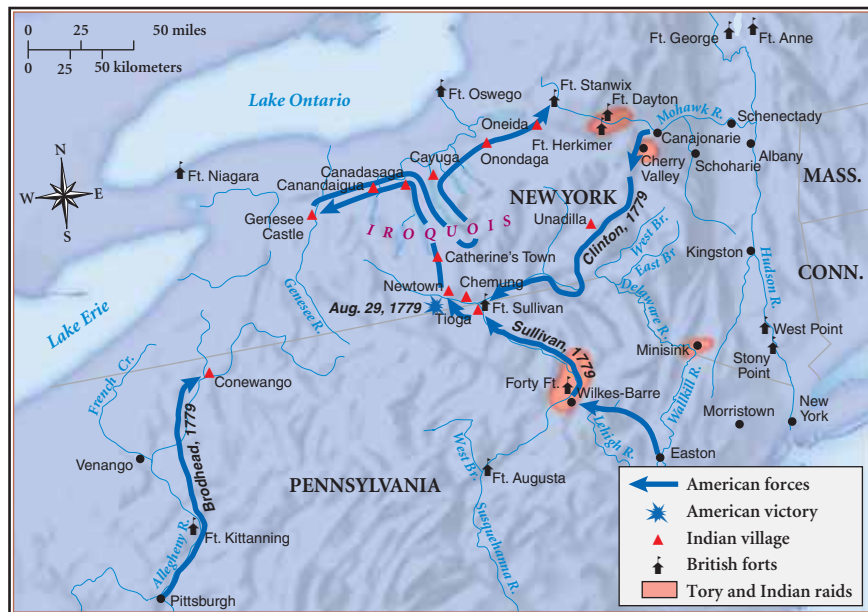 0 25 50 miles
0 25 50 kilometers
Ft. George
Ft. Anne
Lake Ontario
Ft. Oswego
Ft. Stanwix
Ft. Dayton
Mohawk R.
Schenectady
Oneida
Ft. Herkimer
Canajonarie
Onondaga
Cherry
Valley
Schoharie
Albany
MASS.
N
W E
S
Ft. Niagara
Canadasaga
Canandaigua
Cayuga
NEW YORK
Genesee
Castle
IROQUOIS
Unadilla
Clinton, 1779
West Br.
East Br
Kingston
Hudson R.
CONN.
Catherine's Town
Genesee R.
Newtown
Chemung
Aug. 29, 1779
Tioga
Ft. Sullivan
Delaware R.
Lake Erie
Sullivan, 1779
West Point
Minisink
Stony
Point
French Cr.
Conewango
Forty Ft.
Wilkes-Barre
Wallkill R.
Morristown
New
York
Brodhead, 1779
Lehigh R.
West Br.
Easton
Venango
Ft. Augusta
PENNSYLVANIA
Susquehanna R.
Allegheny R.
Ft. Kittanning
Pittsburgh
American forces
American victory
Indian village
British forts
Tory and Indian raids